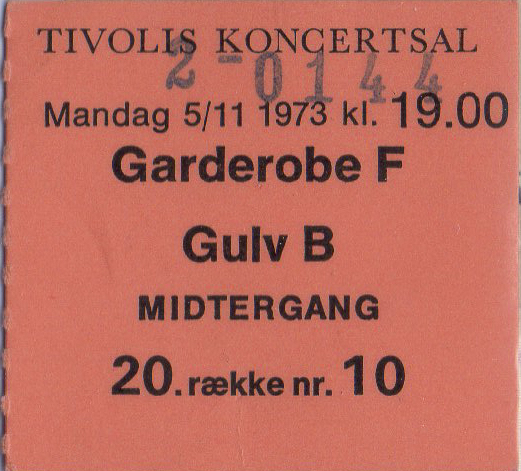 TIVOLIS KONCERTSAL
2-0144
Mandag 5/11 1973 kl. 19.00
Garderobe F
Gulv B
MIDTERGANG
20. række nr. 10